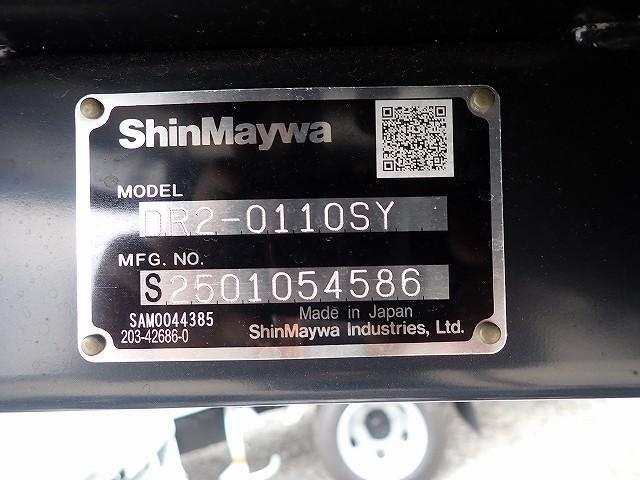 ShinMaywa
MODEL
DR2-0110SY
MFG. NO.
S2501054586
SAM0044385
Made in Japan
203-42686-0
ShinMaywa Industries, Ltd.